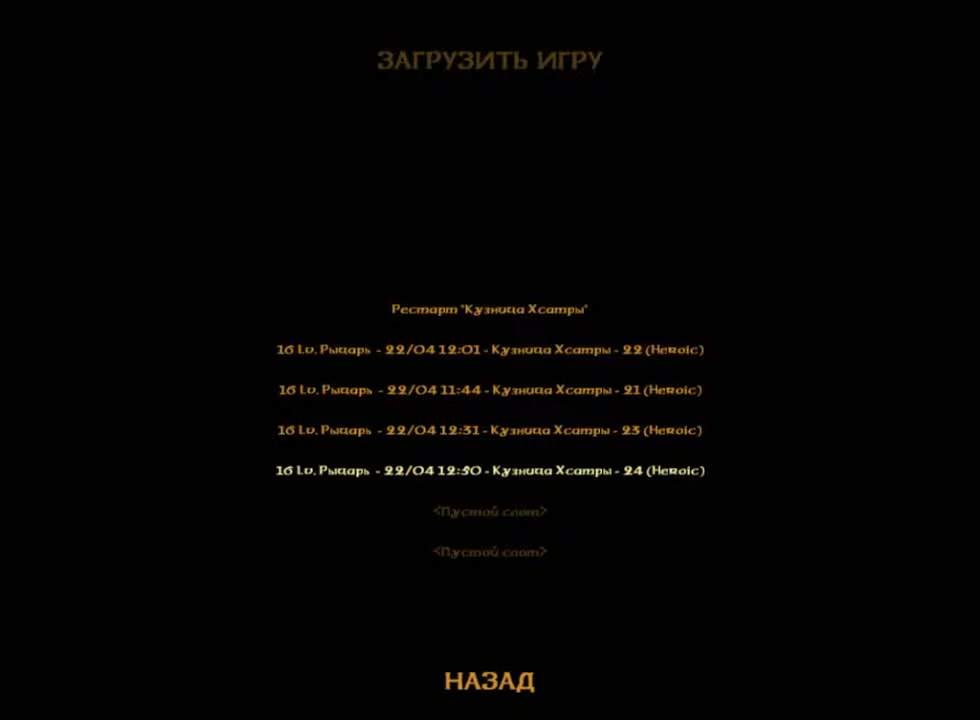 ЗАГРУЗИТЬ ИГРУ
Рестарт "Кузница Хсатры"
16 Lv. Рыцарь - 22/04 12:01 - Кузница Хсатры - 22 (Heroic)
16 Lv. Рыцарь - 22/04 11:44 - Кузница Хсатры - 21 (Heroic)
16 Lv. Рыцарь - 22/04 12:31 - Кузница Хсатры - 23 (Heroic)
16 Lv. Рыцарь - 22/04 12:50 - Кузница Хсатры - 24 (Heroic)
<Пустой слот>
<Пустой слот>
НАЗАД